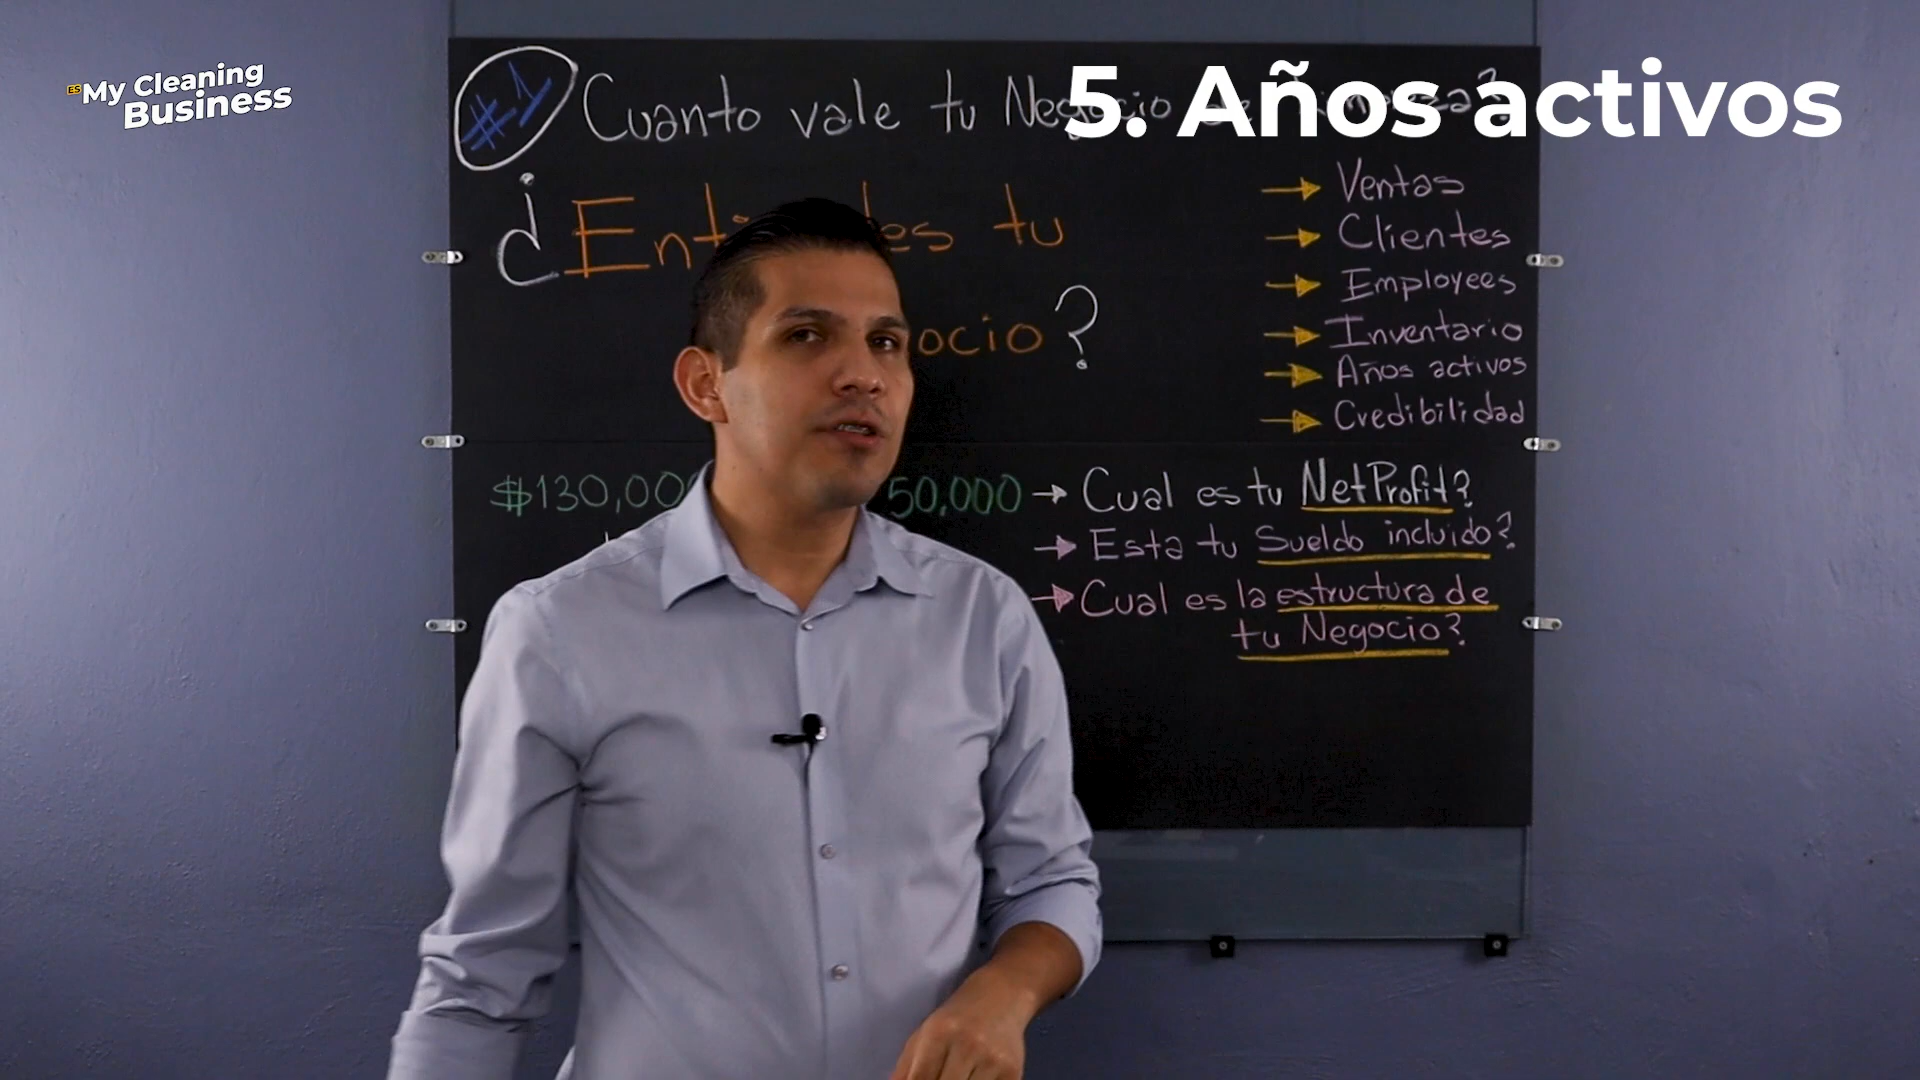 ES My Cleaning
Business
5. Años activos
#1 Cuanto vale tu
¿ es tu
ocio?
Ventas
Clientes
Employees
Inventario
Años activos
Credibilidad
$130,00 50,000
Cual es tu NetProfit?
Esta tu Sueldo incluido?
Cual es la estructura de
tu Negocio?